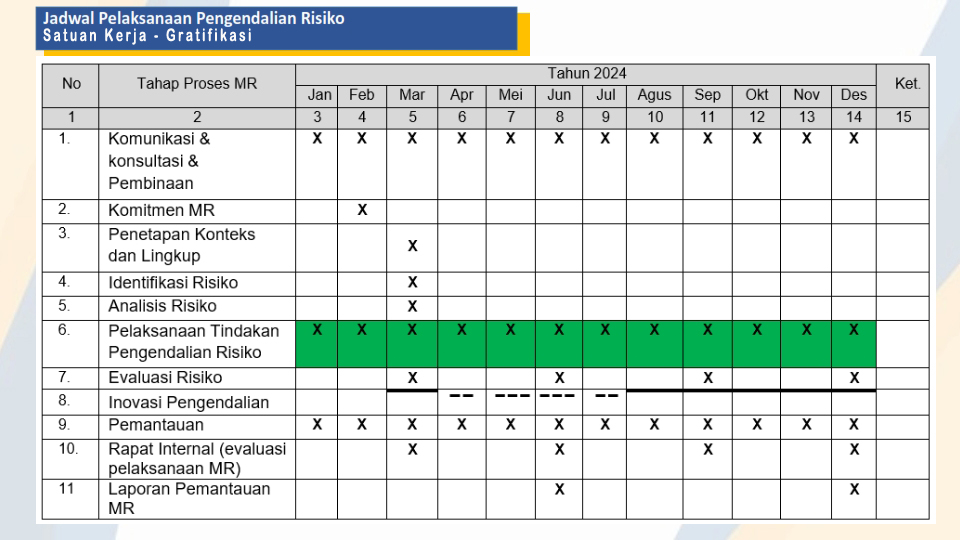 Jadwal Pelaksanaan Pengendalian Risiko
Satuan Kerja - Gratifikasi
No Tahap Proses MR Tahun 2024 Ket.
Jan Feb Mar Apr Mei Jun Jul Agus Sep Okt Nov Des
1 2 3 4 5 6 7 8 9 10 11 12 13 14 15
1. Komunikasi & X X X X X X X X X X X X
konsultasi &
Pembinaan
2. Komitmen MR X
3. Penetapan Konteks
dan Lingkup X
4. Identifikasi Risiko X
5. Analisis Risiko X
6. Pelaksanaan Tindakan X X X X X X X X X X X X
Pengendalian Risiko
7. Evaluasi Risiko X X X X
8. Inovasi Pengendalian
9. Pemantauan X X X X X X X X X X X X
10. Rapat Internal (evaluasi X X X X
pelaksanaan MR)
11 Laporan Pemantauan X X
MR